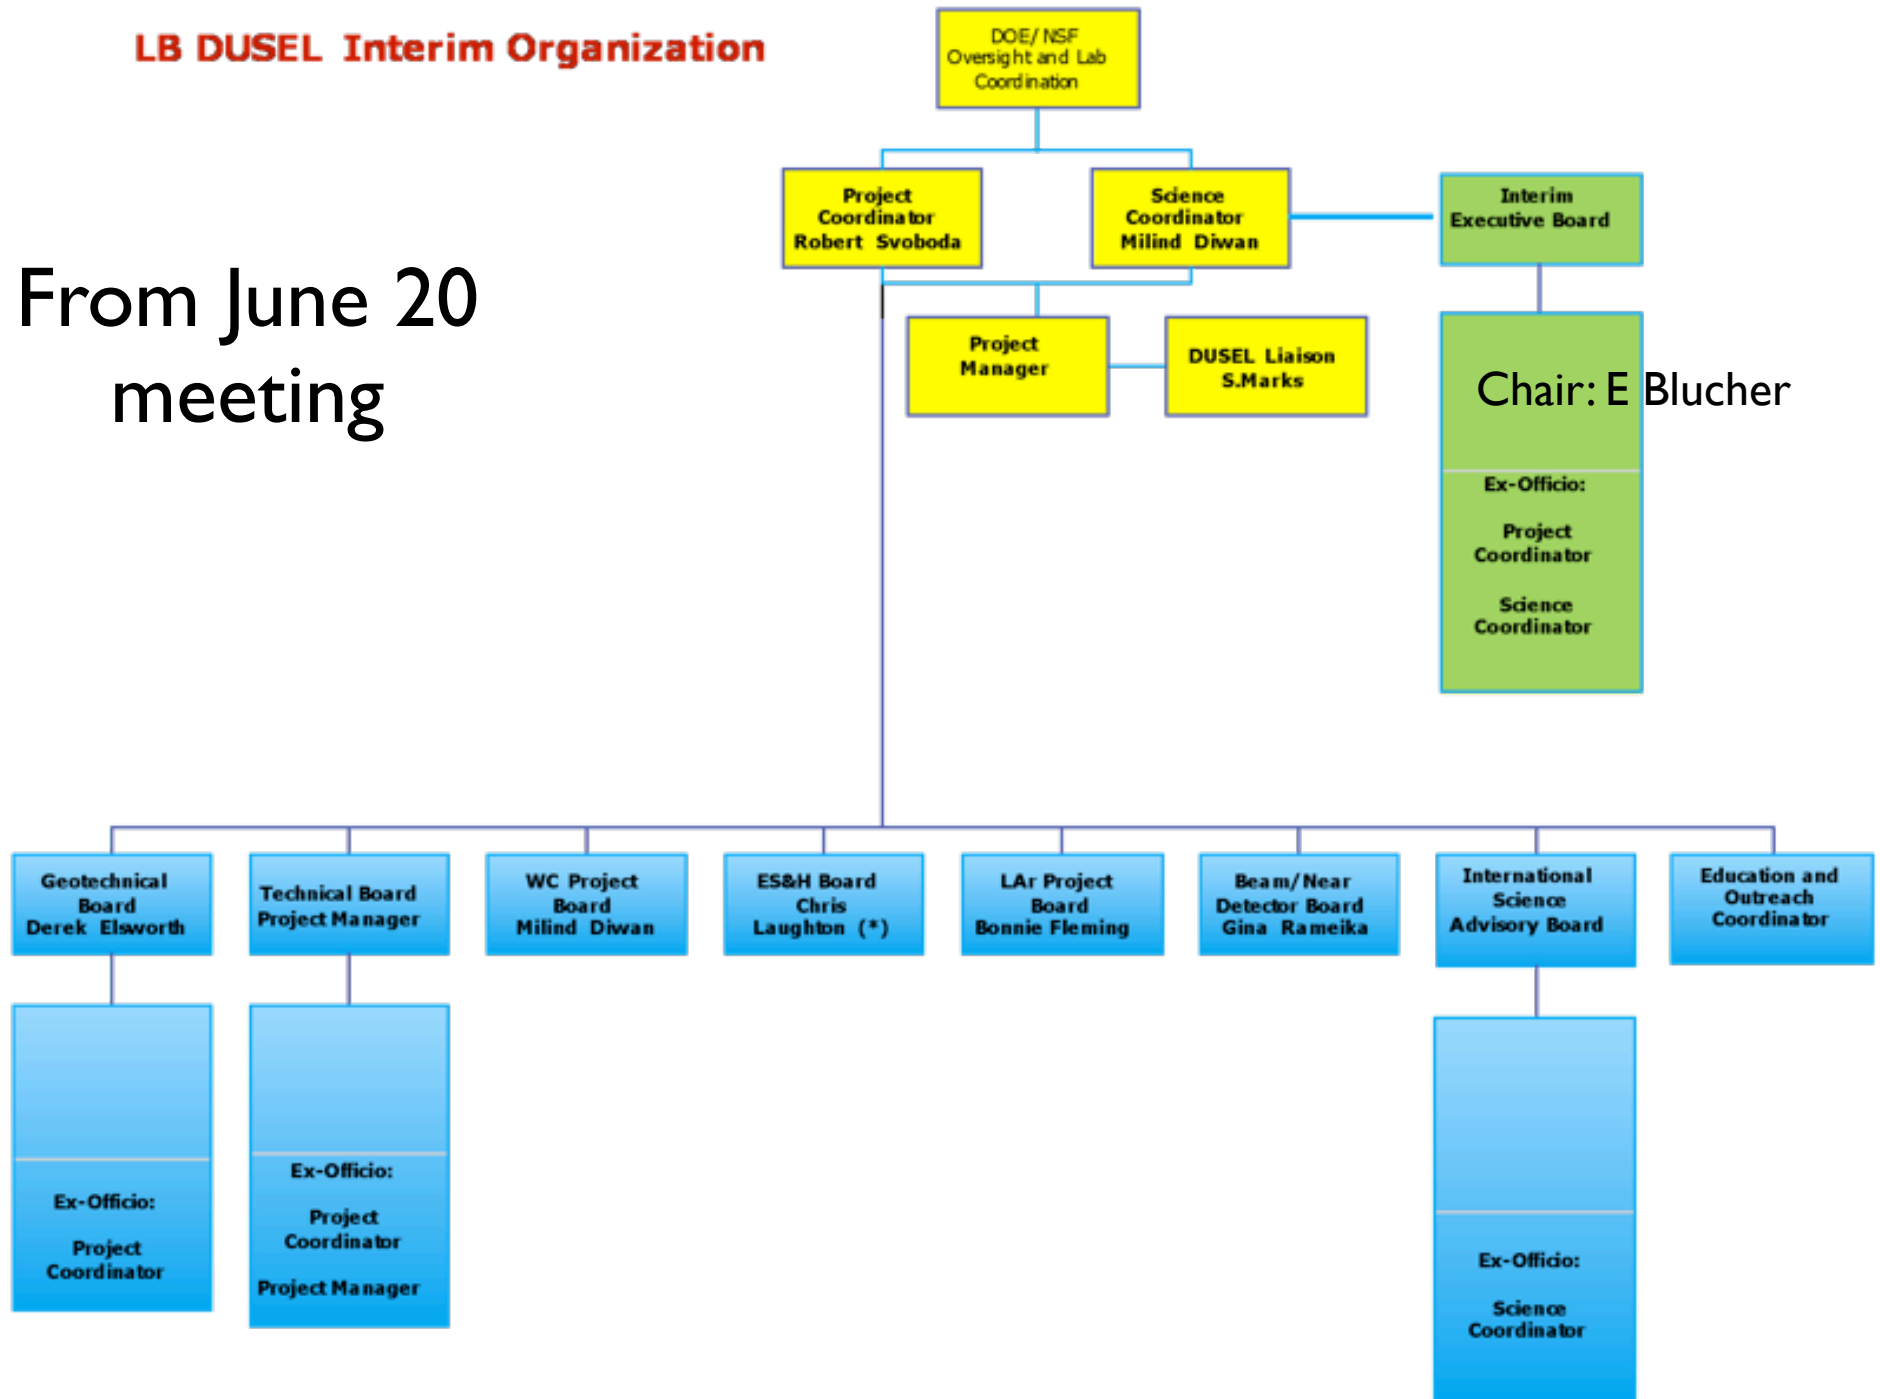 LB DUSEL Interim Organization
DOE/NSF
Oversight and Lab
Coordination
Project
Coordinator
Robert Svoboda
Science
Coordinator
Milind Diwan
Interim
Executive Board
From June 20
meeting
Project
Manager
DUSEL Liaison
S.Marks
Chair: E Blucher
Ex-Officio:
Project
Coordinator
Science
Coordinator
Geotechnical
Board
Derek Elsworth
Technical Board
Project Manager
WC Project
Board
Milind Diwan
ES&H Board
Chris
Laughton (*)
LAr Project
Board
Bonnie Fleming
Beam/Near
Detector Board
Gina Rameika
International
Science
Advisory Board
Education and
Outreach
Coordinator
Ex-Officio:
Project
Coordinator
Ex-Officio:
Project
Coordinator
Project Manager
Ex-Officio:
Science
Coordinator